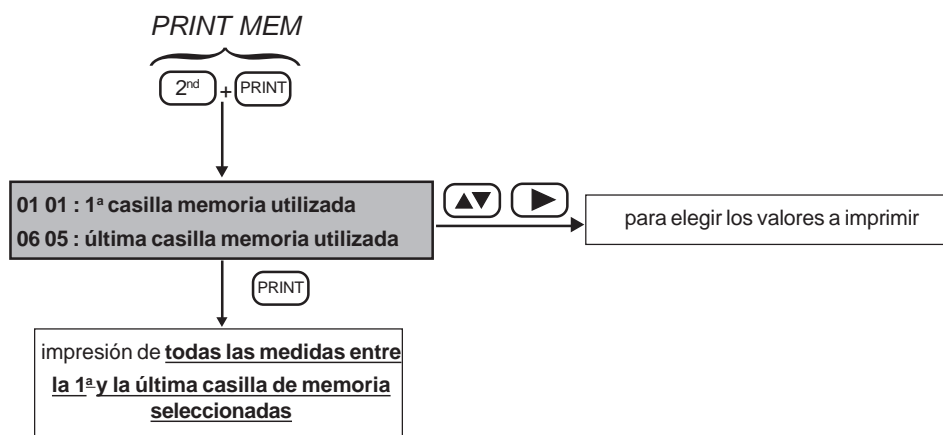 PRINT MEM
2nd + PRINT
01 01 : 1ª casilla memoria utilizada
06 05 : última casilla memoria utilizada
▲▼ ▶
para elegir los valores a imprimir
PRINT
impresión de todas las medidas entre
la 1ª y la última casilla de memoria
seleccionadas